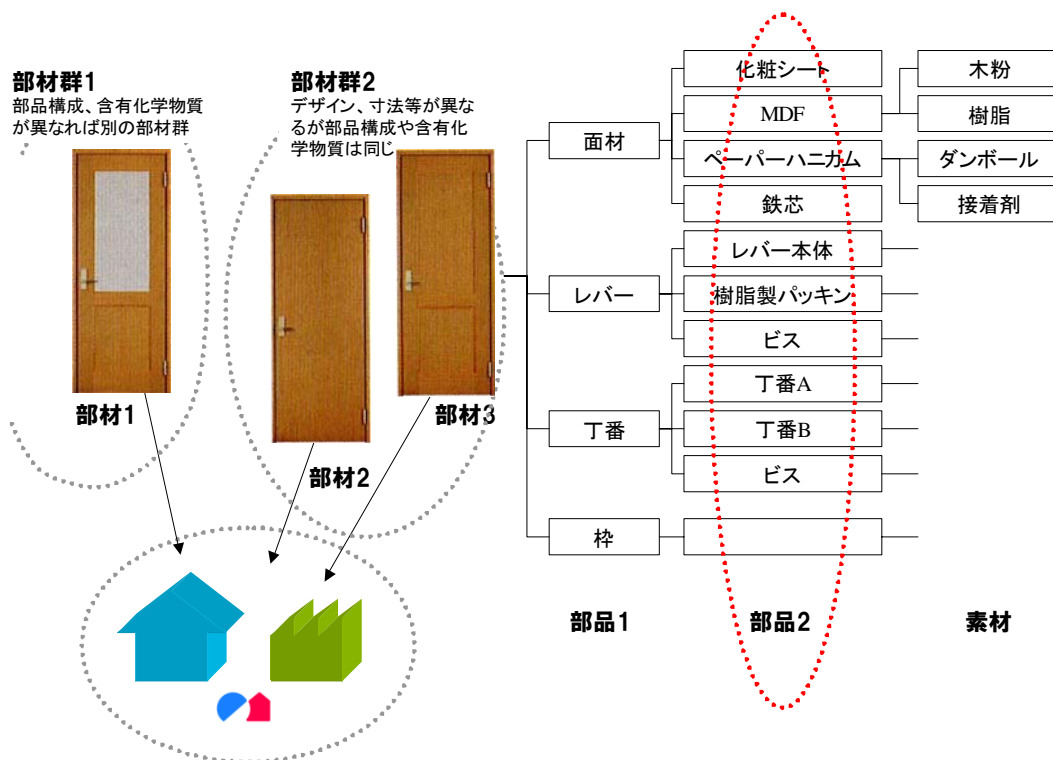 部材群1
部品構成、含有化学物質
が異なれば別の部材群
部材群2
デザイン、寸法等が異な
るが部品構成や含有化
学物質は同じ
部材1
部材2
部材3
面材
レバー
丁番
枠
化粧シート
MDF
ペーパーハニカム
鉄芯
レバー本体
樹脂製パッキン
ビス
丁番A
丁番B
ビス
木粉
樹脂
ダンボール
接着剤
部品1
部品2
素材